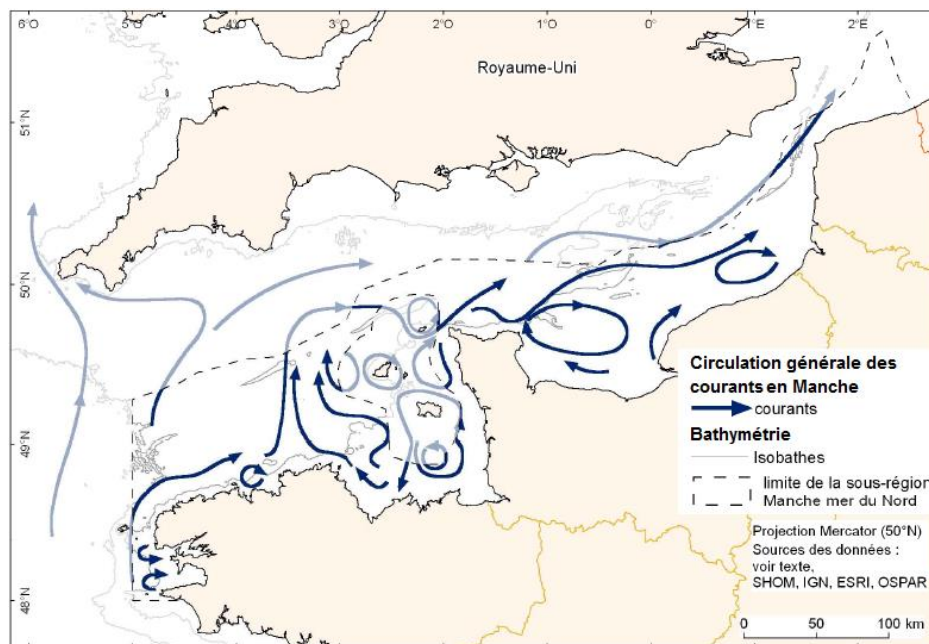 6°O 5°O 4°O 3°O 2°O 1°O 0° 1°E 2°E
Royaume-Uni
51°N
50°N
49°N
48°N
Circulation générale des
courants en Manche
courants
Bathymétrie
Isobathes
limite de la sous-région
Manche mer du Nord
Projection Mercator (50°N)
Sources des données :
voir texte,
SHOM, IGN, ESRI, OSPAR
0 50 100 km